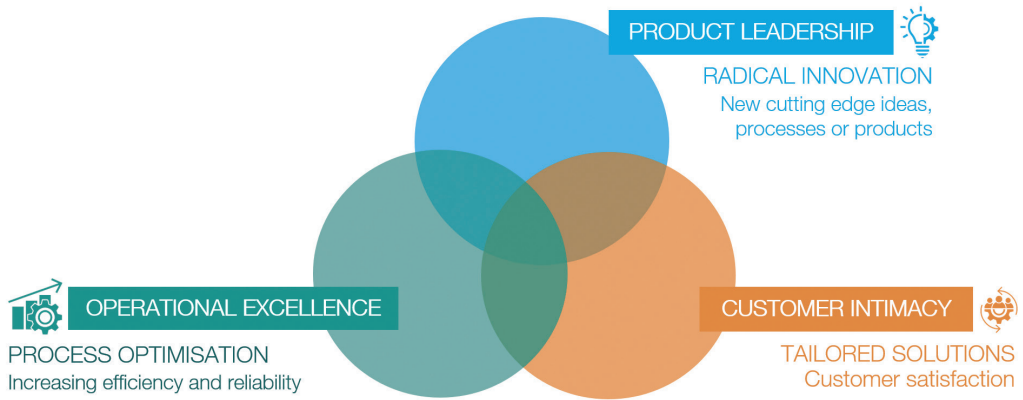 PRODUCT LEADERSHIP
RADICAL INNOVATION
New cutting edge ideas,
processes or products
OPERATIONAL EXCELLENCE
PROCESS OPTIMISATION
Increasing efficiency and reliability
CUSTOMER INTIMACY
TAILORED SOLUTIONS
Customer satisfaction